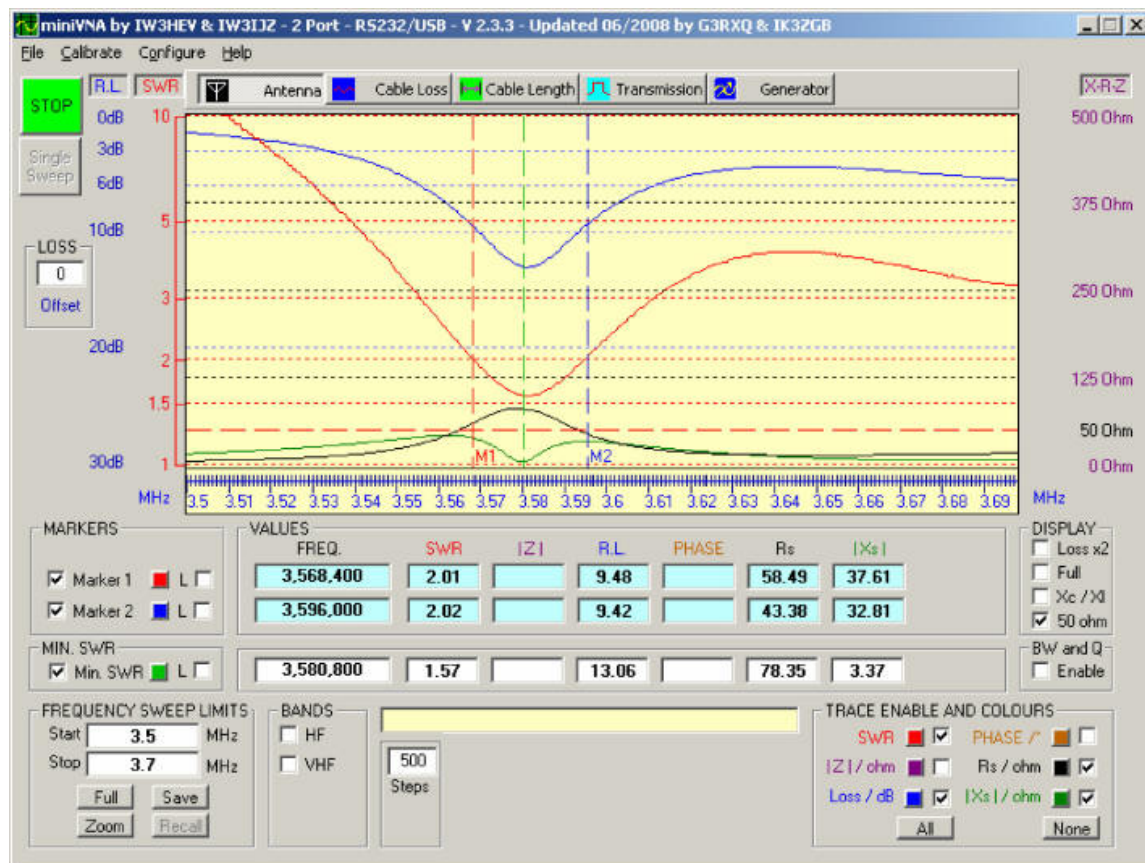 miniVNA by IW3HEV & IW3IJZ - 2 Port - RS232/USB - V 2.3.3 - Updated 06/2008 by G3RXQ & IK3ZGB
File Calibrate Configure Help
STOP
R.L. SWR Antenna Cable Loss Cable Length Transmission Generator X-R-Z
Single Sweep
0dB 10 500 Ohm
3dB
6dB
375 Ohm
5
10dB
LOSS
0
Offset
3 250 Ohm
20dB
2
125 Ohm
1.5
50 Ohm
30dB 1 M1 M2 0 Ohm
MHz 3.5 3.51 3.52 3.53 3.54 3.55 3.56 3.57 3.58 3.59 3.6 3.61 3.62 3.63 3.64 3.65 3.66 3.67 3.68 3.69 MHz
MARKERS
Marker 1 L
Marker 2 L
VALUES
FREQ. SWR |Z| R.L. PHASE Rs |Xs|
3,568,400 2.01 9.48 58.49 37.61
3,596,000 2.02 9.42 43.38 32.81
DISPLAY
Loss x2
Full
Xc / Xl
50 ohm
MIN. SWR
Min. SWR L
3,580,800 1.57 13.06 78.35 3.37
BW and Q
Enable
FREQUENCY SWEEP LIMITS
Start 3.5 MHz
Stop 3.7 MHz
Full Save
Zoom Recall
BANDS
HF
VHF
500
Steps
TRACE ENABLE AND COLOURS
SWR PHASE /°
|Z| / ohm Rs / ohm
Loss / dB |Xs| / ohm
All None